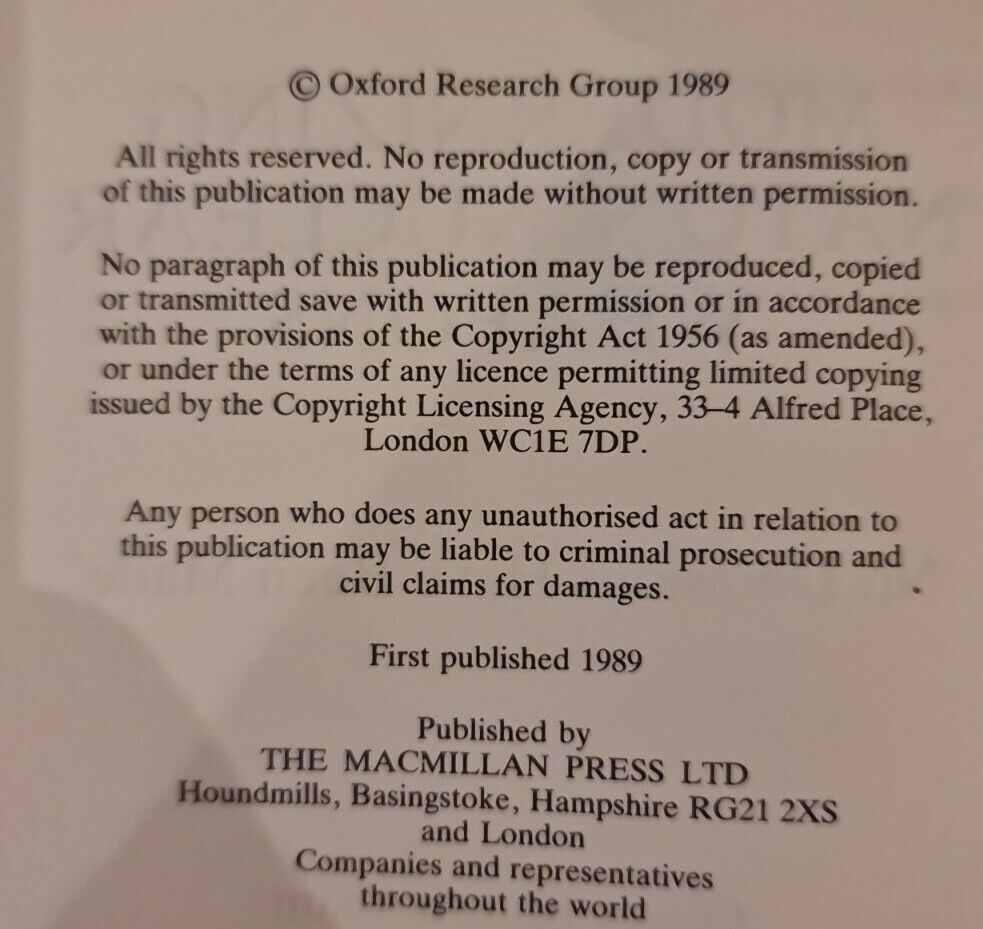 © Oxford Research Group 1989
All rights reserved. No reproduction, copy or transmission
of this publication may be made without written permission.
No paragraph of this publication may be reproduced, copied
or transmitted save with written permission or in accordance
with the provisions of the Copyright Act 1956 (as amended),
or under the terms of any licence permitting limited copying
issued by the Copyright Licensing Agency, 33–4 Alfred Place,
London WC1E 7DP.
Any person who does any unauthorised act in relation to
this publication may be liable to criminal prosecution and
civil claims for damages.
First published 1989
Published by
THE MACMILLAN PRESS LTD
Houndmills, Basingstoke, Hampshire RG21 2XS
and London
Companies and representatives
throughout the world